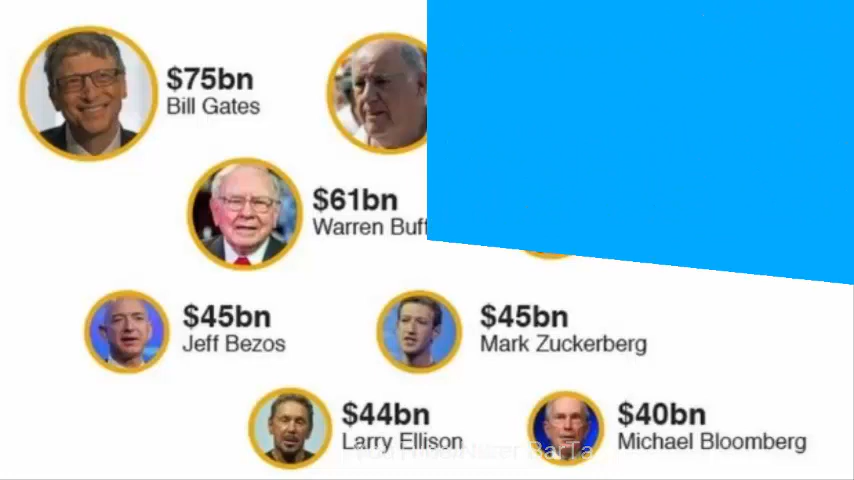 $75bn
Bill Gates
$61bn
Warren Buff
$45bn
Jeff Bezos
$45bn
Mark Zuckerberg
$44bn
Larry Ellison
$40bn
Michael Bloomberg